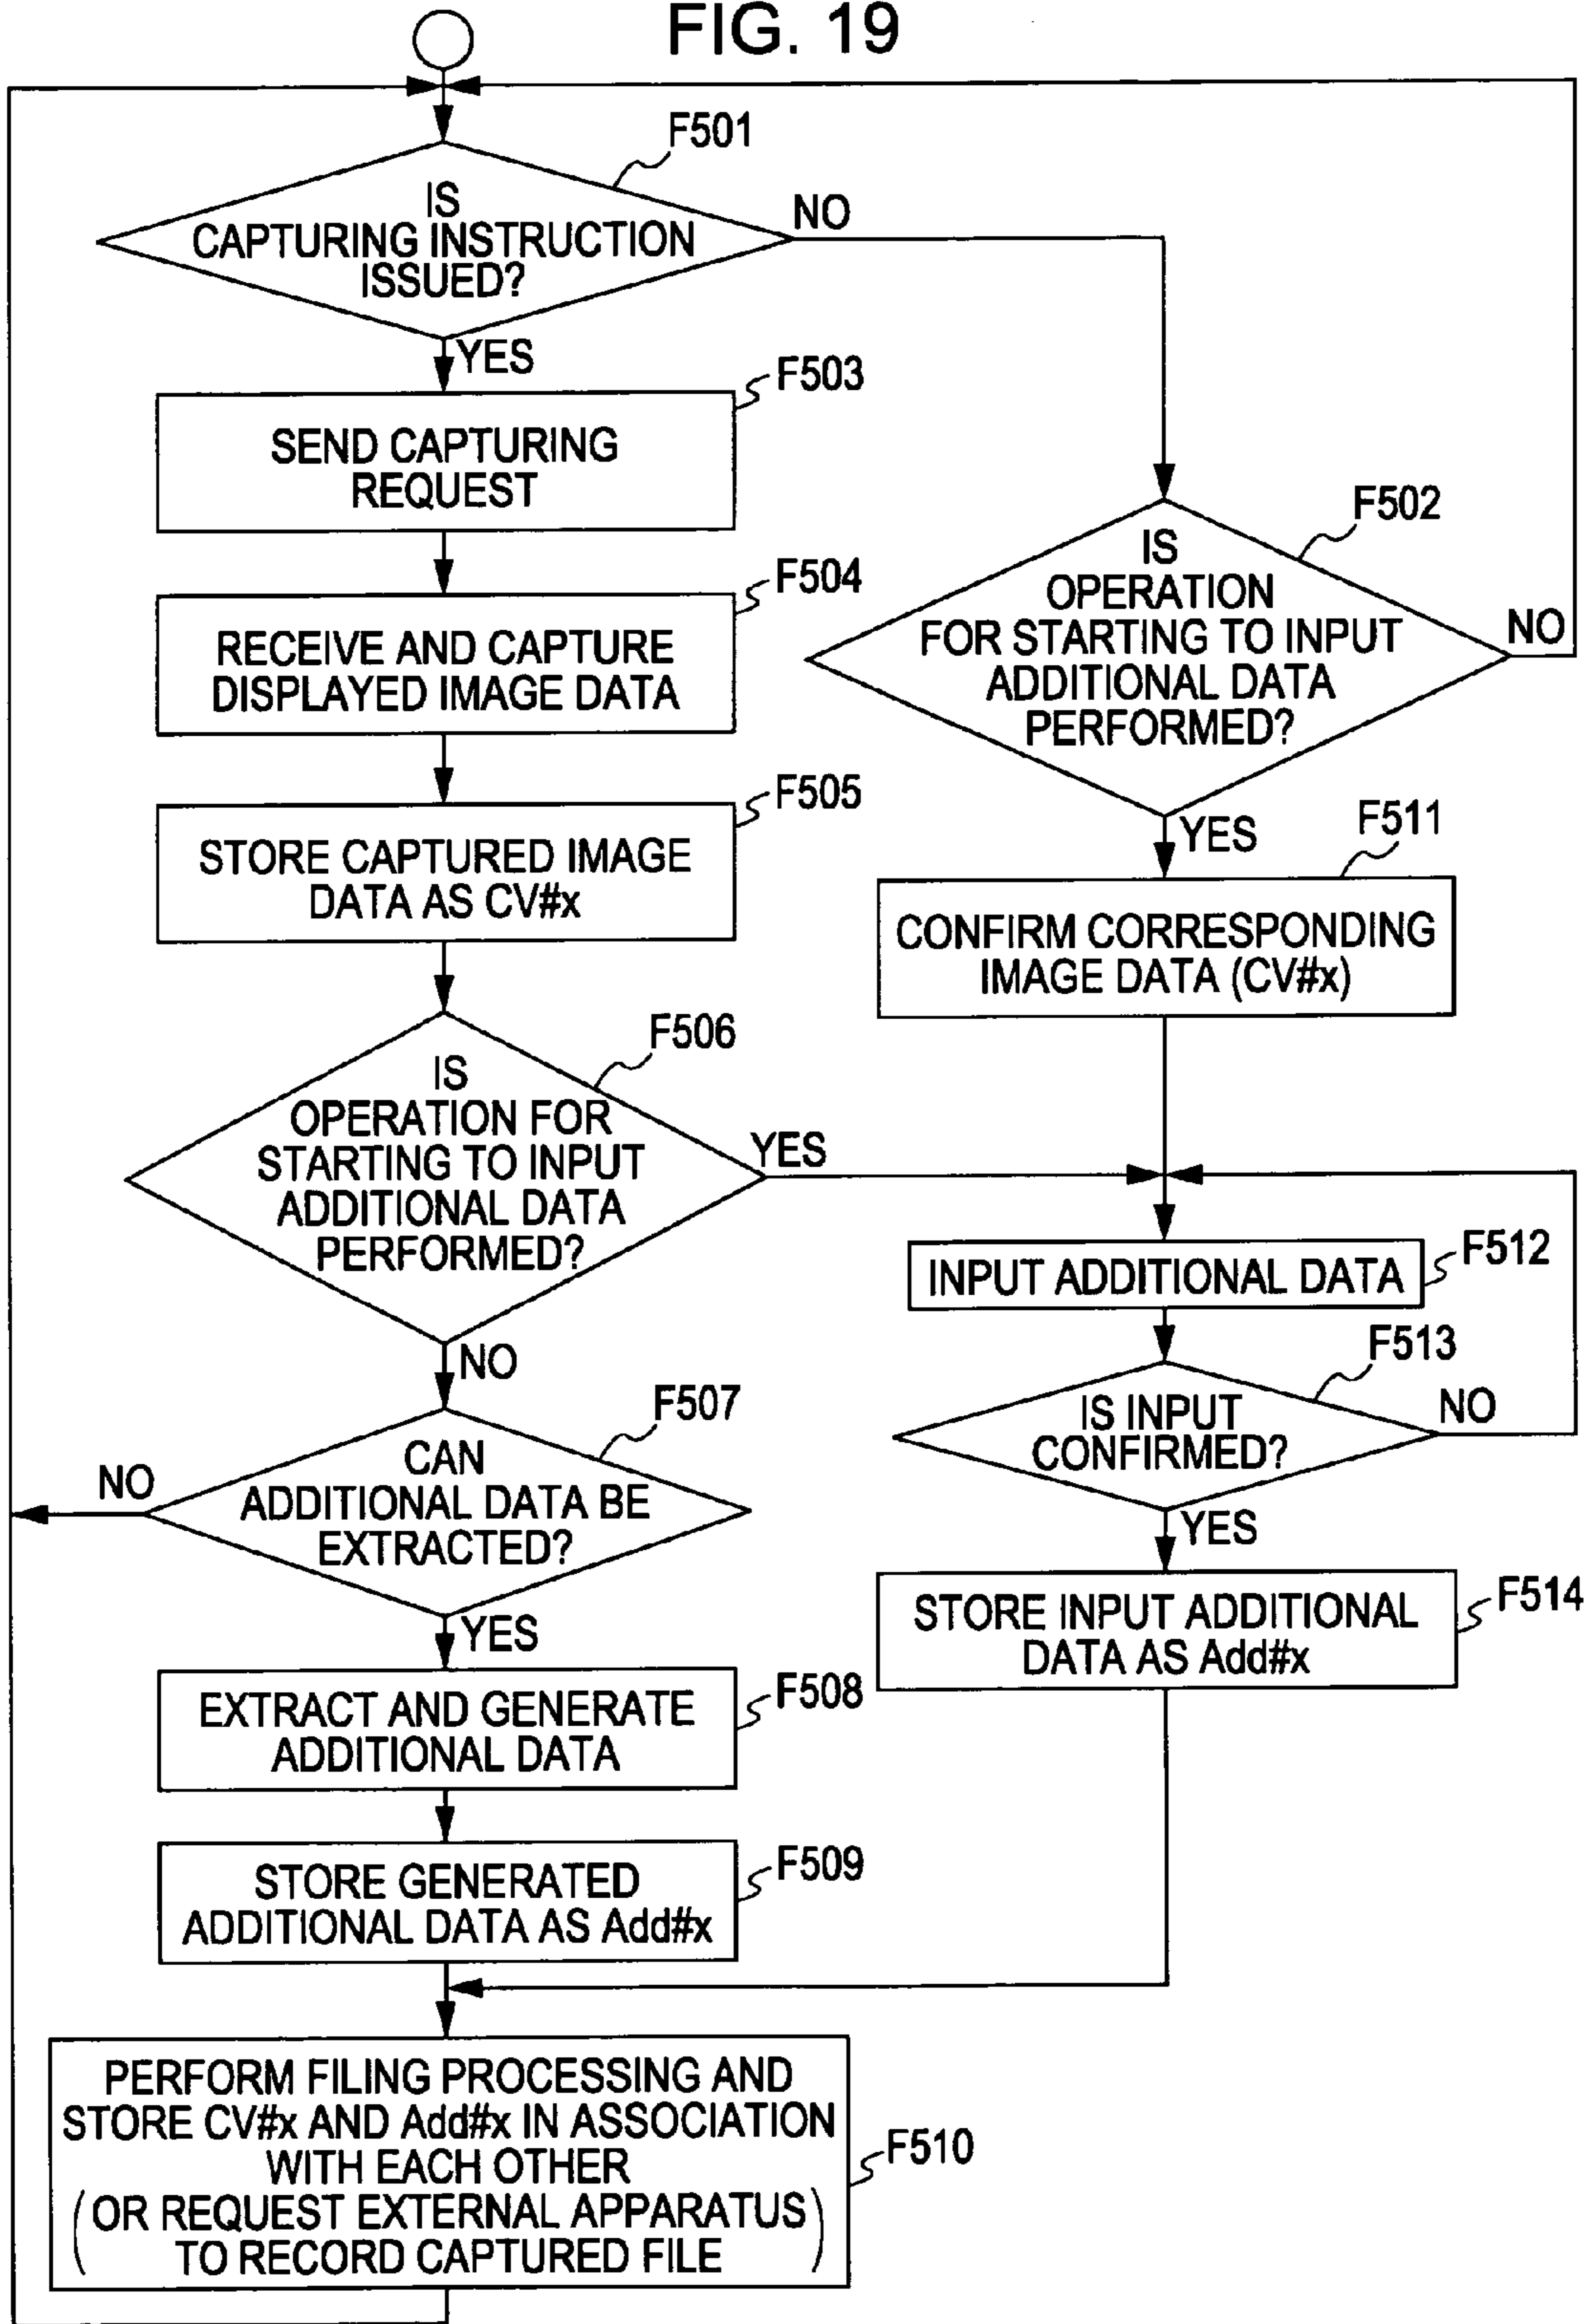 FIG. 19
F501
IS
CAPTURING INSTRUCTION
ISSUED?
NO
YES
F503
SEND CAPTURING
REQUEST
F502
IS
OPERATION
FOR STARTING TO INPUT
ADDITIONAL DATA
PERFORMED?
NO
YES
F504
RECEIVE AND CAPTURE
DISPLAYED IMAGE DATA
F505
STORE CAPTURED IMAGE
DATA AS CV#x
F511
CONFIRM CORRESPONDING
IMAGE DATA (CV#x)
F506
IS
OPERATION FOR
STARTING TO INPUT
ADDITIONAL DATA
PERFORMED?
YES
NO
F512
INPUT ADDITIONAL DATA
F513
IS INPUT
CONFIRMED?
NO
YES
F507
CAN
ADDITIONAL DATA BE
EXTRACTED?
NO
YES
F514
STORE INPUT ADDITIONAL
DATA AS Add#x
F508
EXTRACT AND GENERATE
ADDITIONAL DATA
F509
STORE GENERATED
ADDITIONAL DATA AS Add#x
F510
PERFORM FILING PROCESSING AND
STORE CV#x AND Add#x IN ASSOCIATION
WITH EACH OTHER
(OR REQUEST EXTERNAL APPARATUS
TO RECORD CAPTURED FILE)